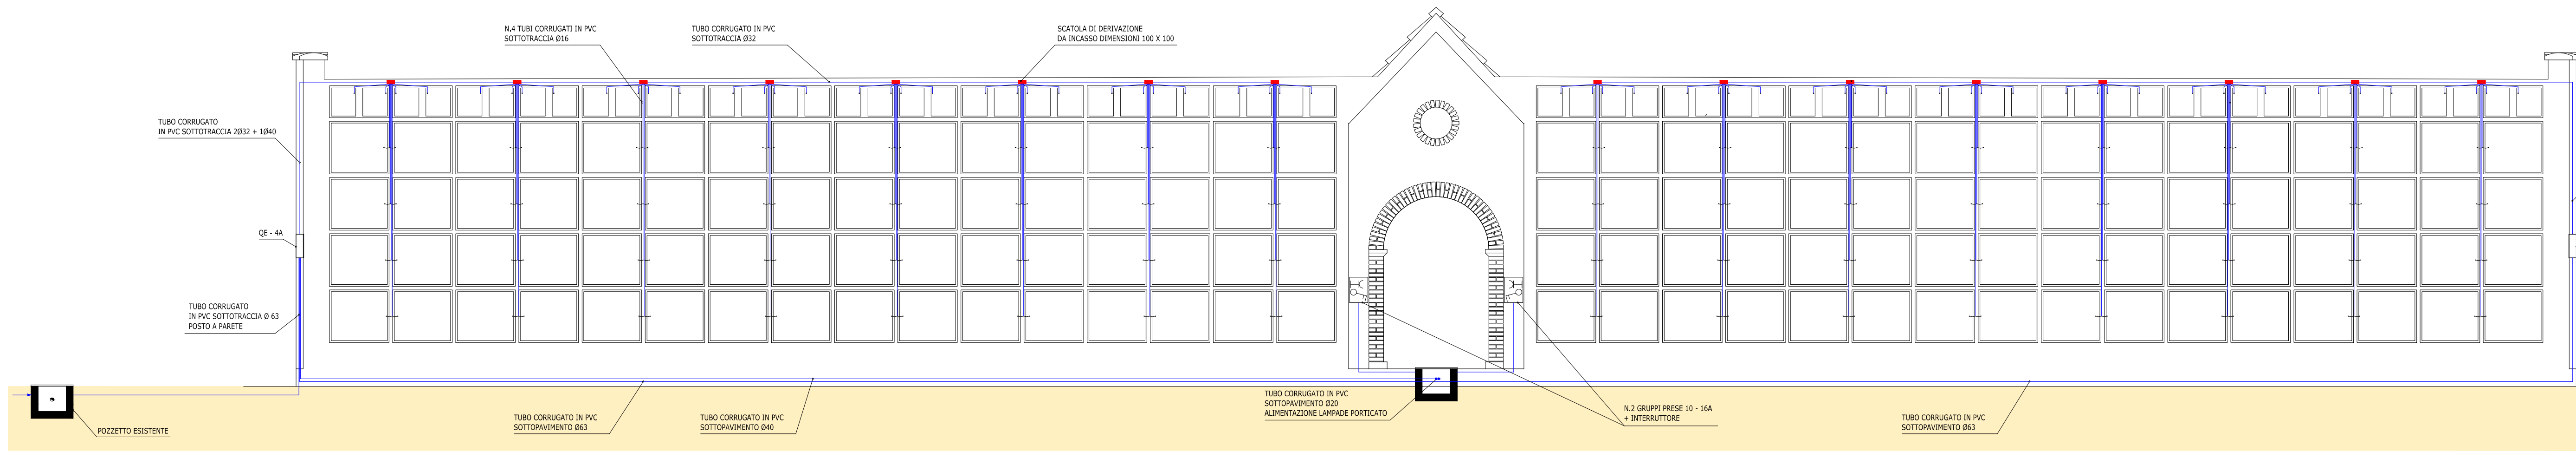 N.4 TUBI CORRUGATI IN PVC
SOTTOTRACCIA Ø16
TUBO CORRUGATO IN PVC
SOTTOTRACCIA Ø32
SCATOLA DI DERIVAZIONE
DA INCASSO DIMENSIONI 100 X 100
TUBO CORRUGATO
IN PVC SOTTOTRACCIA 2Ø32 + 1Ø40
QE - 4A
TUBO CORRUGATO
IN PVC SOTTOTRACCIA Ø 63
POSTO A PARETE
POZZETTO ESISTENTE
TUBO CORRUGATO IN PVC
SOTTOPAVIMENTO Ø63
TUBO CORRUGATO IN PVC
SOTTOPAVIMENTO Ø40
TUBO CORRUGATO IN PVC
SOTTOPAVIMENTO Ø20
ALIMENTAZIONE LAMPADE PORTICATO
N.2 GRUPPI PRESE 10 - 16A
+ INTERRUTTORE
TUBO CORRUGATO IN PVC
SOTTOPAVIMENTO Ø63